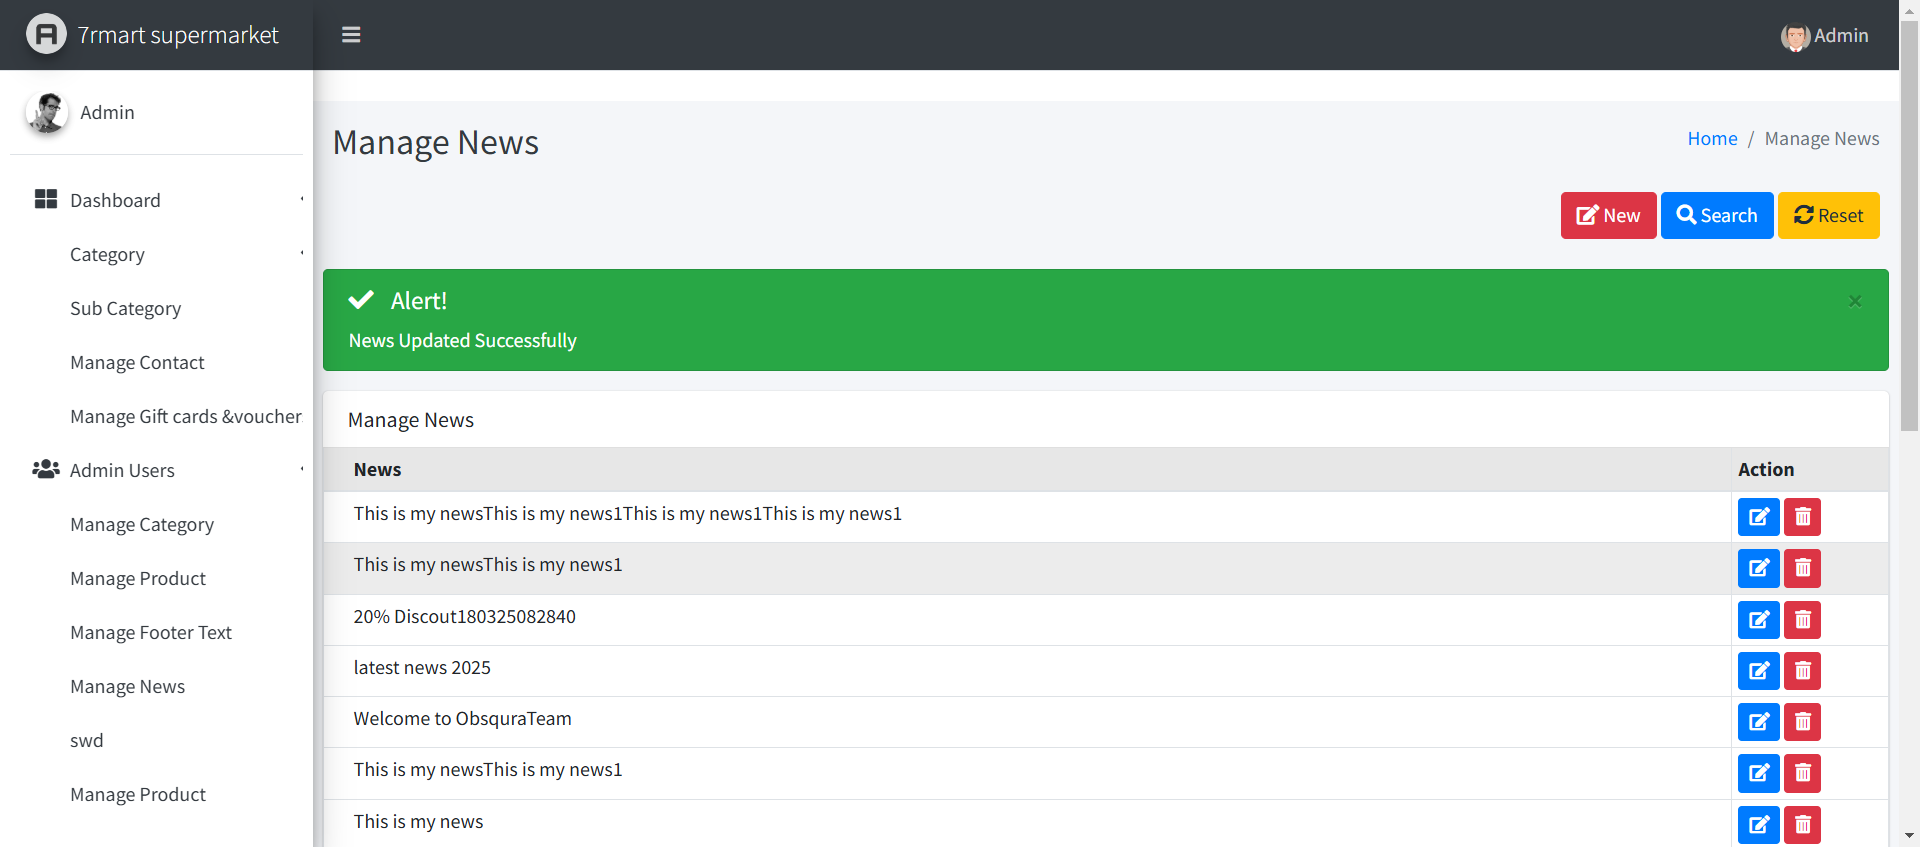 7rmart supermarket
Admin
Admin
Dashboard
Category
Sub Category
Manage Contact
Manage Gift cards &voucher
Admin Users
Manage Category
Manage Product
Manage Footer Text
Manage News
swd
Manage Product
Manage News
Home / Manage News
New Search Reset
Alert!
×
News Updated Successfully
Manage News
News Action
This is my newsThis is my news1This is my news1This is my news1
This is my newsThis is my news1
20% Discout180325082840
latest news 2025
Welcome to ObsquraTeam
This is my newsThis is my news1
This is my news